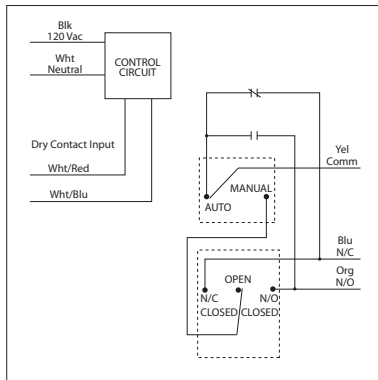 Blk
120 Vac
Wht
Neutral
CONTROL
CIRCUIT
Dry Contact Input
Wht/Red
Wht/Blu
Yel
Comm
MANUAL
AUTO
Blu
N/C
OPEN
Org
N/O
N/C
N/O
CLOSED
CLOSED